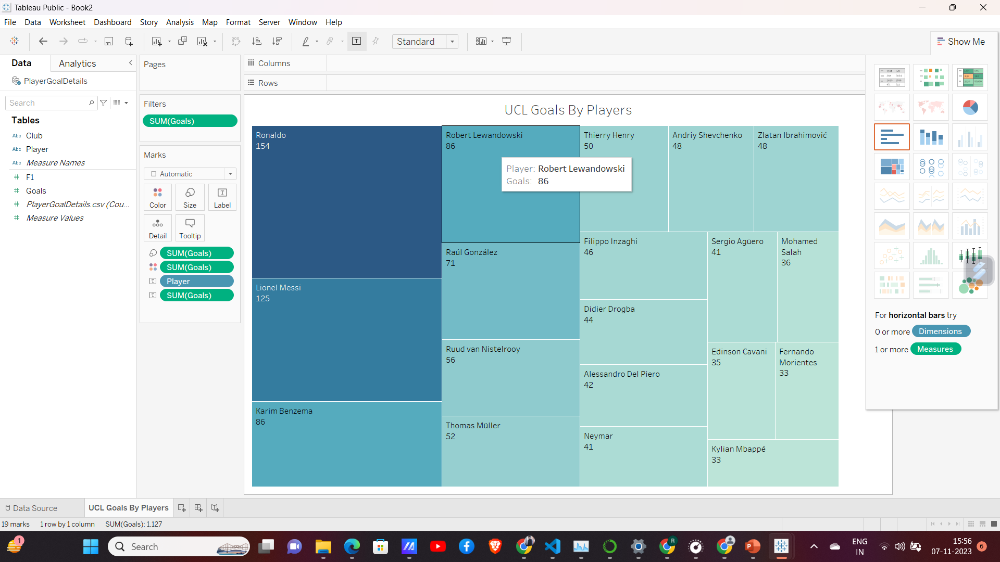 Tableau Public - Book2
File Data Worksheet Dashboard Story Analysis Map Format Server Window Help
Standard
Show Me
Data Analytics
PlayerGoalDetails
Search
Tables
Abc Club
Abc Player
Abc Measure Names
# F1
# Goals
# PlayerGoalDetails.csv (Cou...
# Measure Values
Pages
Filters
SUM(Goals)
Marks
Automatic
Color Size Label
Detail Tooltip
SUM(Goals)
SUM(Goals)
Player
SUM(Goals)
Columns
Rows
UCL Goals By Players
Ronaldo
154
Lionel Messi
125
Karim Benzema
86
Robert Lewandowski
86
Player: Robert Lewandowski
Goals: 86
Raúl González
71
Ruud van Nistelrooy
56
Thomas Müller
52
Thierry Henry
50
Andriy Shevchenko
48
Zlatan Ibrahimović
48
Filippo Inzaghi
46
Didier Drogba
44
Alessandro Del Piero
42
Neymar
41
Sergio Agüero
41
Mohamed
Salah
36
Edinson Cavani
35
Fernando
Morientes
33
Kylian Mbappé
33
For horizontal bars try
0 or more Dimensions
1 or more Measures
Data Source UCL Goals By Players
19 marks 1 row by 1 column SUM(Goals): 1,127
1
Search
ENG
IN
15:56
07-11-2023
6